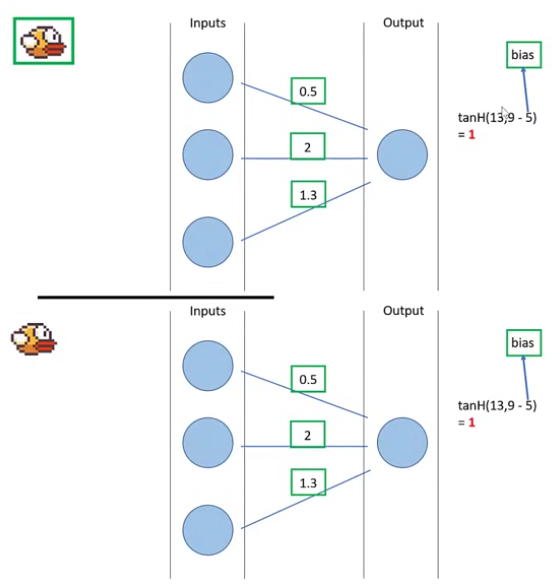 Inputs
Output
bias
0.5
tanH(13,9 - 5)
= 1
2
1.3
Inputs
Output
bias
0.5
tanH(13,9 - 5)
= 1
2
1.3